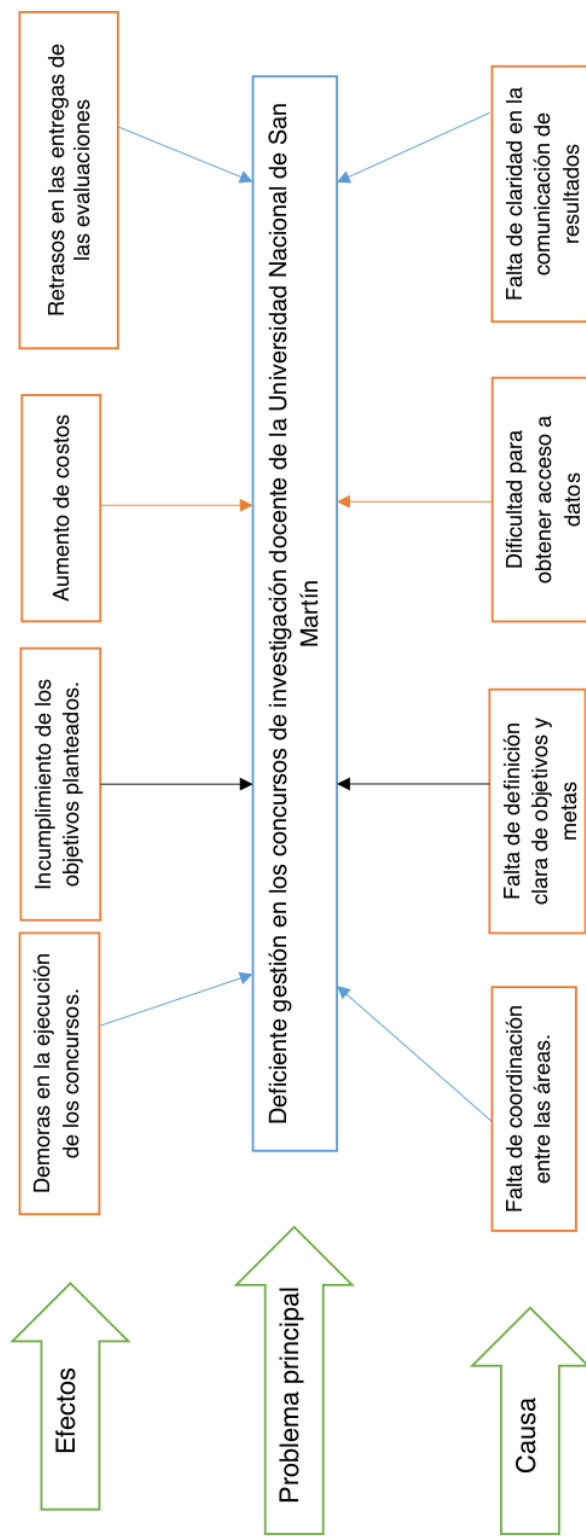 Efectos
Demoras en la ejecución
de los concursos.
Incumplimiento de los
objetivos planteados.
Aumento de costos
Retrasos en las entregas de
las evaluaciones
Problema principal
Deficiente gestión en los concursos de investigación docente de la Universidad Nacional de San
Martín
Causa
Falta de coordinación
entre las áreas.
Falta de definición
clara de objetivos y
metas
Dificultad para
obtener acceso a
datos
Falta de claridad en la
comunicación de
resultados